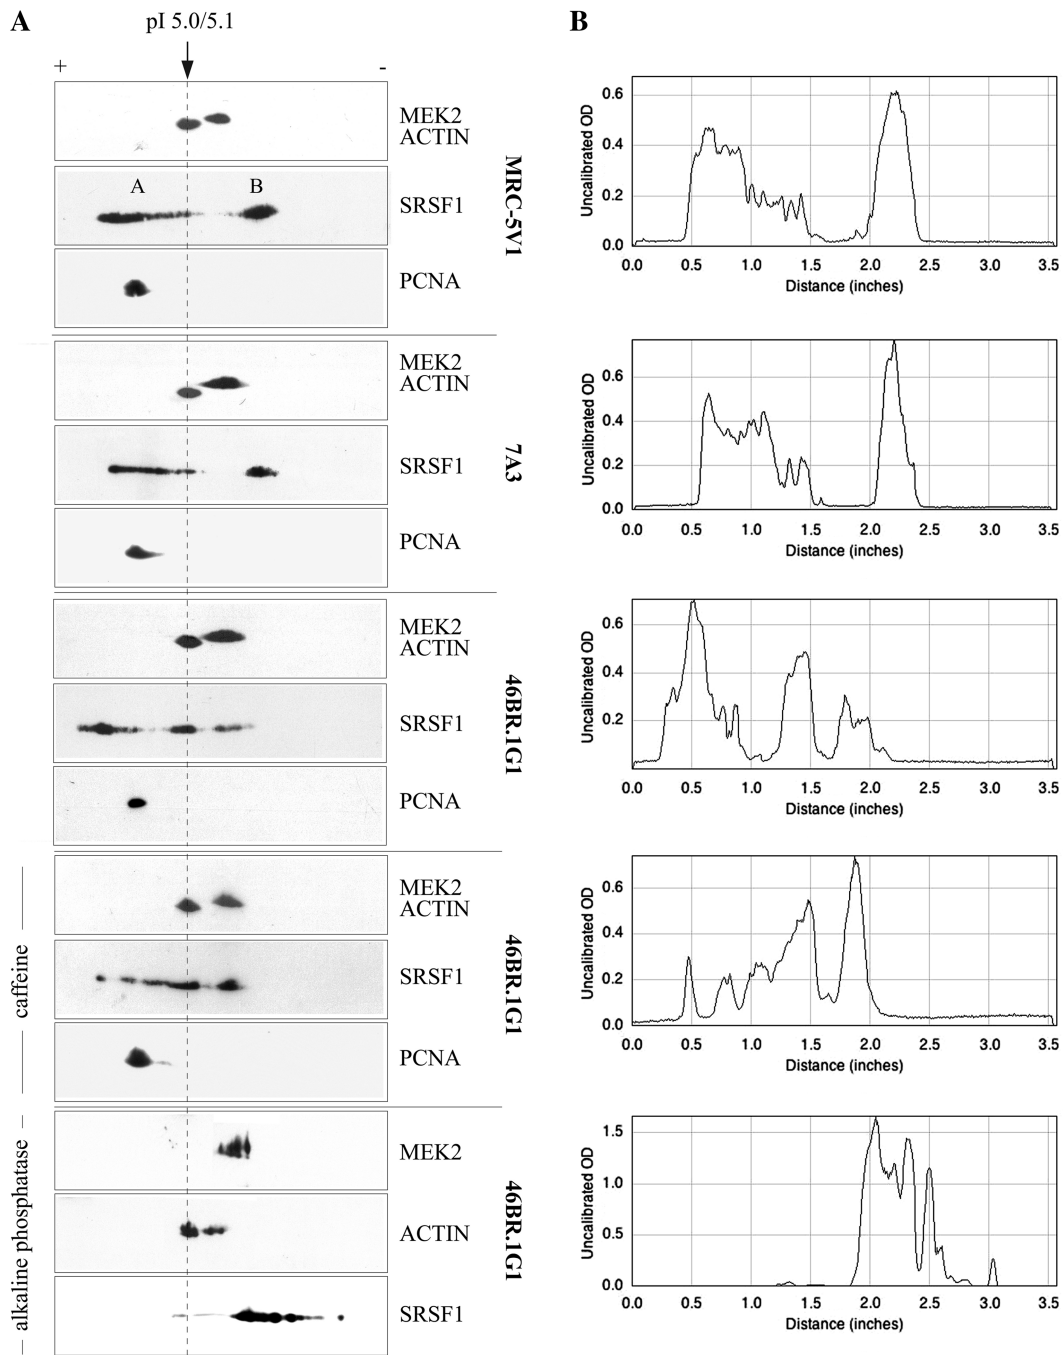 A
pI 5.0/5.1
+
-
MEK2
ACTIN
A
B
SRSF1
PCNA
MRC-5V1
MEK2
ACTIN
SRSF1
PCNA
7A3
MEK2
ACTIN
SRSF1
PCNA
46BR.1G1
caffeine
MEK2
ACTIN
SRSF1
PCNA
46BR.1G1
alkaline phosphatase
MEK2
ACTIN
SRSF1
46BR.1G1
B
Uncalibrated OD
0.6
0.4
0.2
0.0
0.0 0.5 1.0 1.5 2.0 2.5 3.0 3.5
Distance (inches)
Uncalibrated OD
0.6
0.4
0.2
0.0
0.0 0.5 1.0 1.5 2.0 2.5 3.0 3.5
Distance (inches)
Uncalibrated OD
0.6
0.4
0.2
0.0 0.5 1.0 1.5 2.0 2.5 3.0 3.5
Distance (inches)
Uncalibrated OD
0.6
0.4
0.2
0.0
0.0 0.5 1.0 1.5 2.0 2.5 3.0 3.5
Distance (inches)
Uncalibrated OD
1.5
1.0
0.5
0.0
0.0 0.5 1.0 1.5 2.0 2.5 3.0 3.5
Distance (inches)